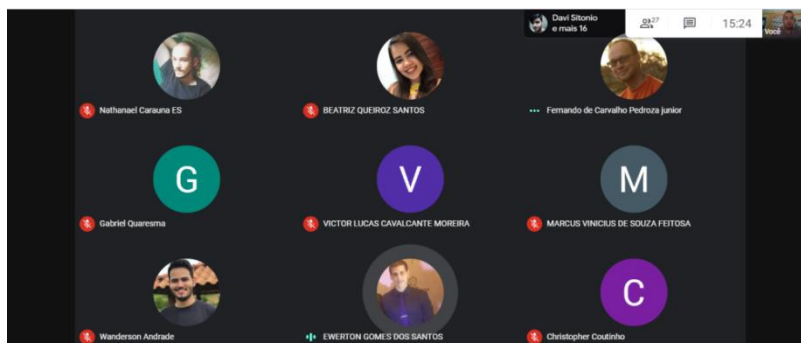 Davi Sitonio
e mais 16
27
15:24
Você
Nathanael Carauna ES
BEATRIZ QUEIROZ SANTOS
Fernando de Carvalho Pedroza junior
G
V
M
Gabriel Quaresma
VICTOR LUCAS CAVALCANTE MOREIRA
MARCUS VINICIUS DE SOUZA FEITOSA
C
Wanderson Andrade
EWERTON GOMES DOS SANTOS
Christopher Coutinho